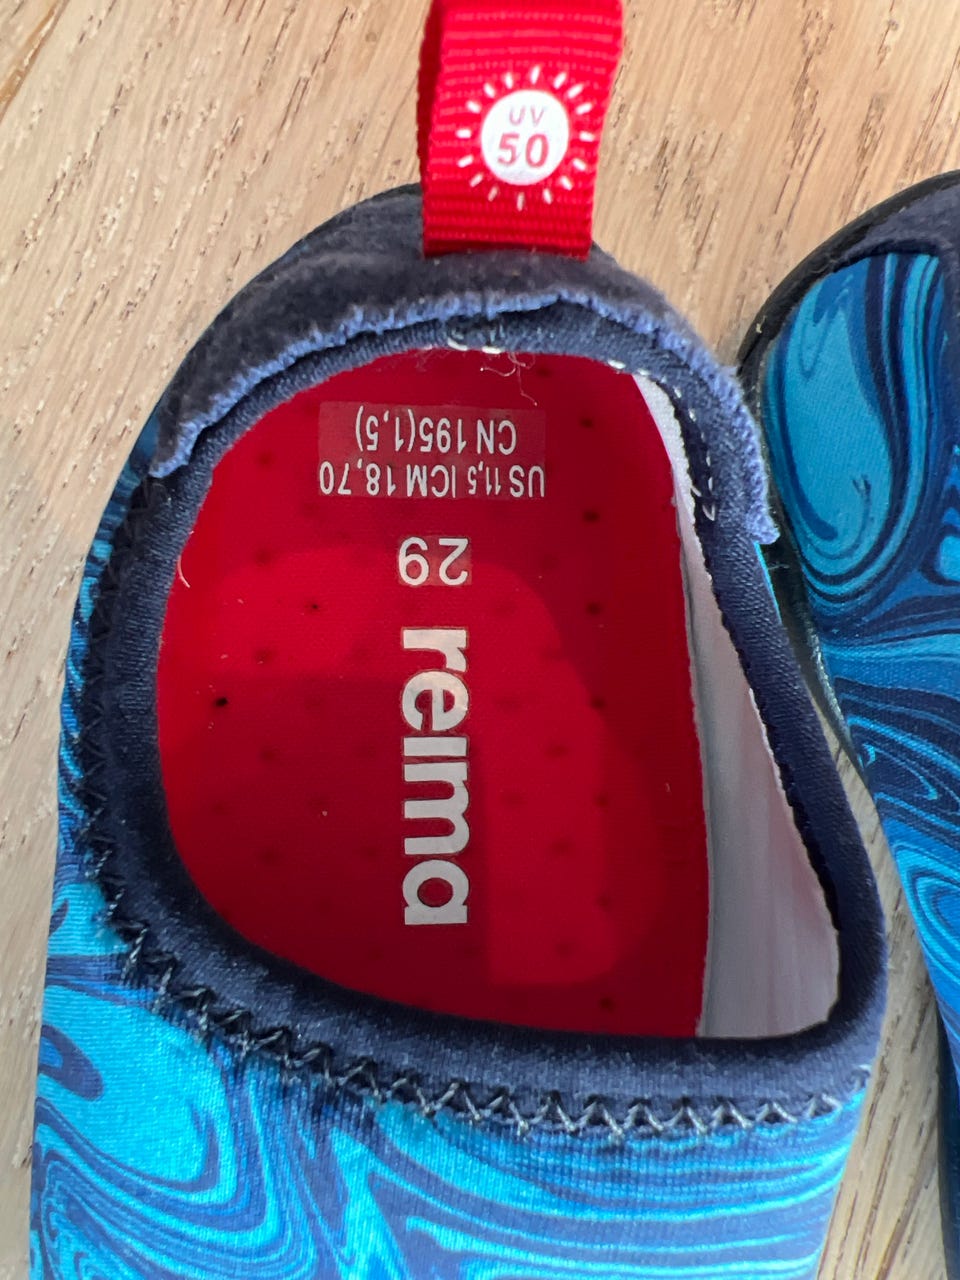 UV
50
US 11,5 | CM 18,70
CN 195(1,5)
29
reima